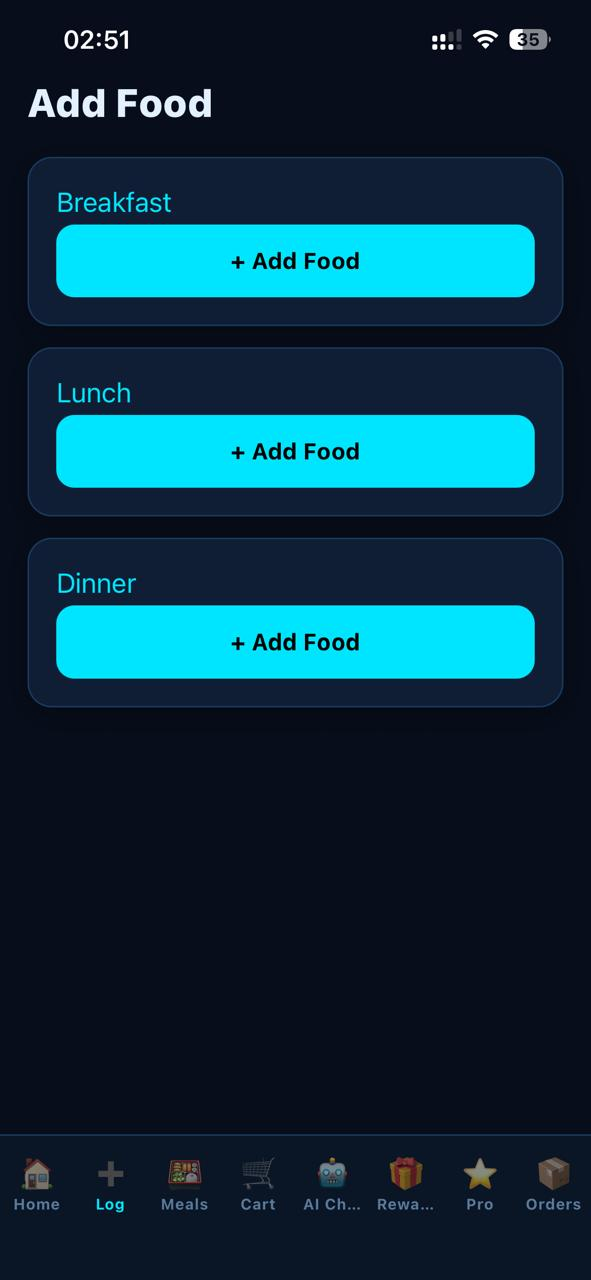 02:51
35
Add Food
Breakfast
+ Add Food
Lunch
+ Add Food
Dinner
+ Add Food
Home Log Meals Cart AI Ch... Rewa... Pro Orders